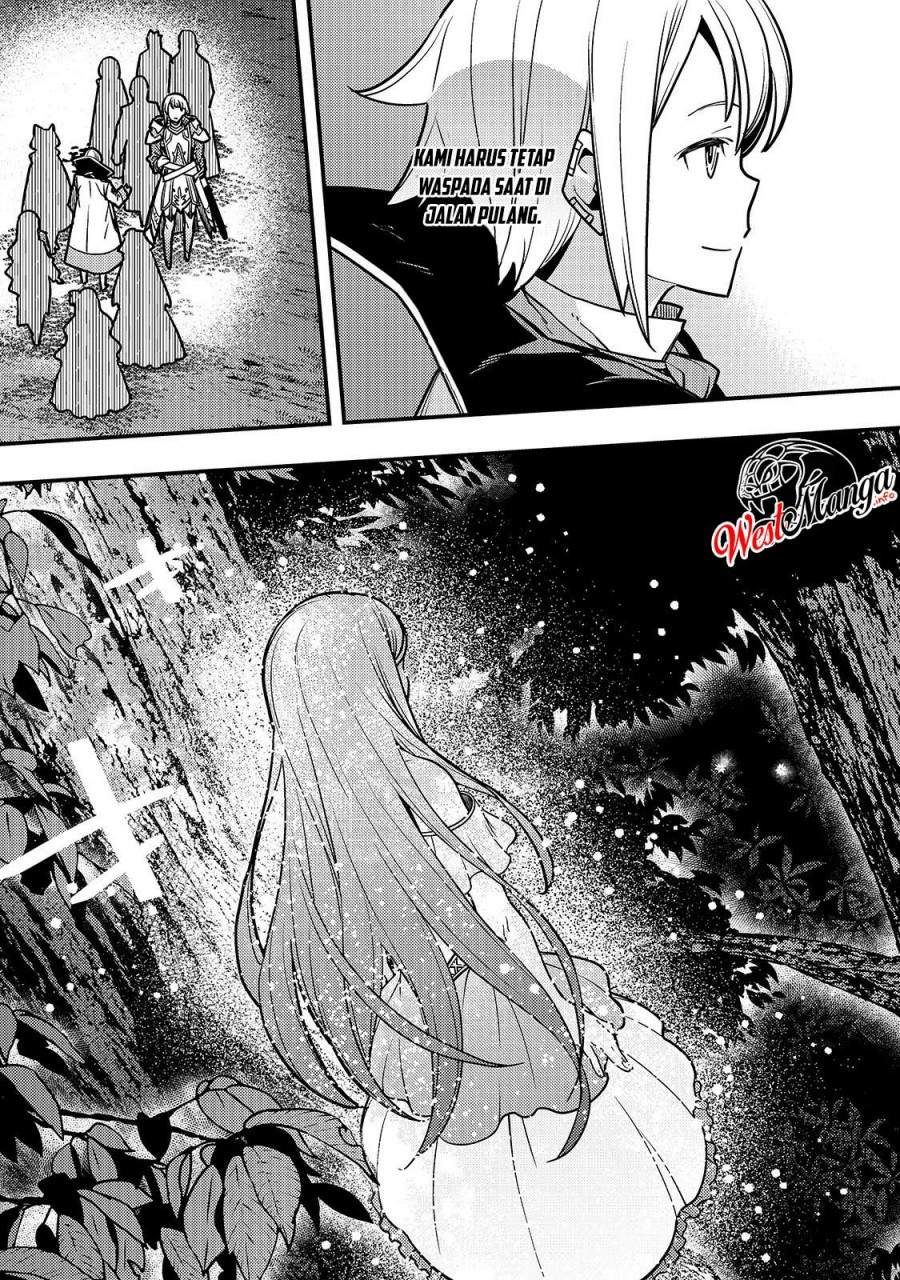 KAMI HARUS TETAP
WASPADA SAAT DI
JALAN PULANG.
WestManga
.info